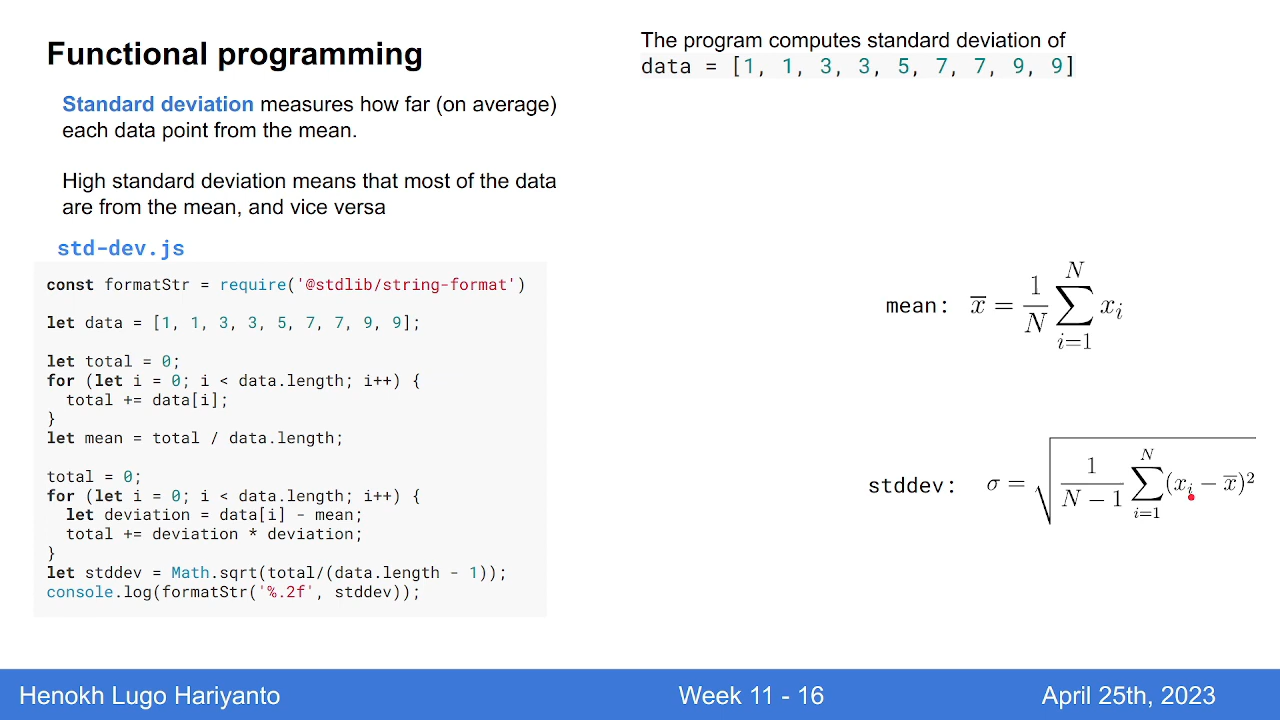 Functional programming
Standard deviation measures how far (on average)
each data point from the mean.
High standard deviation means that most of the data
are from the mean, and vice versa
std-dev.js
const formatStr = require('@stdlib/string-format')
let data = [1, 1, 3, 3, 5, 7, 7, 9, 9];
let total = 0;
for (let i = 0; i < data.length; i++) {
  total += data[i];
}
let mean = total / data.length;
total = 0;
for (let i = 0; i < data.length; i++) {
  let deviation = data[i] - mean;
  total += deviation * deviation;
}
let stddev = Math.sqrt(total/(data.length - 1));
console.log(formatStr('%.2f', stddev));
The program computes standard deviation of
data = [1, 1, 3, 3, 5, 7, 7, 9, 9]
mean: x̅ = 1/N ∑_{i=1}^{N} x_i
stddev: σ = √(1/(N − 1) ∑_{i=1}^{N} (x_i − x̅)²)
Henokh Lugo Hariyanto
Week 11 - 16
April 25th, 2023